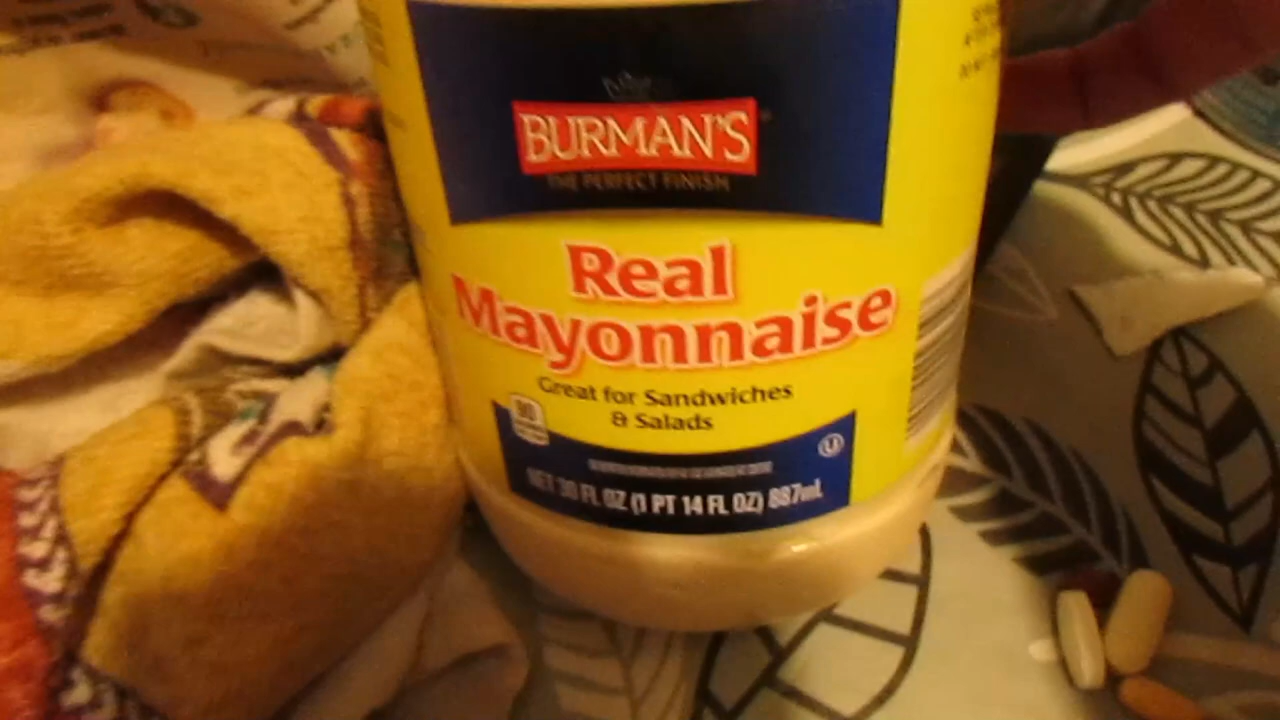 BURMAN'S
THE PERFECT FINISH
Real
Mayonnaise
Great for Sandwiches
& Salads
90
U
NET 30 FL OZ (1 PT 14 FL OZ) 887mL